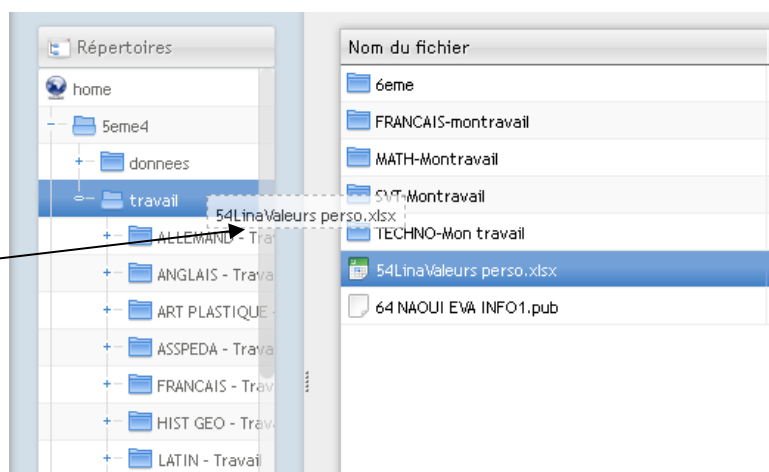 Répertoires
home
5eme4
donnees
travail
ALLEMAND - Tra
ANGLAIS - Trava
ART PLASTIQUE -
ASSPEDA - Trava
FRANCAIS - Trav
HIST GEO - Trav
LATIN - Travail
Nom du fichier
6eme
FRANCAIS-montravail
MATH-Montravail
SVT-Montravail
54LinaValeurs perso.xlsx
TECHNO-Mon travail
54LinaValeurs perso.xlsx
64 NAOUI EVA INFO1.pub